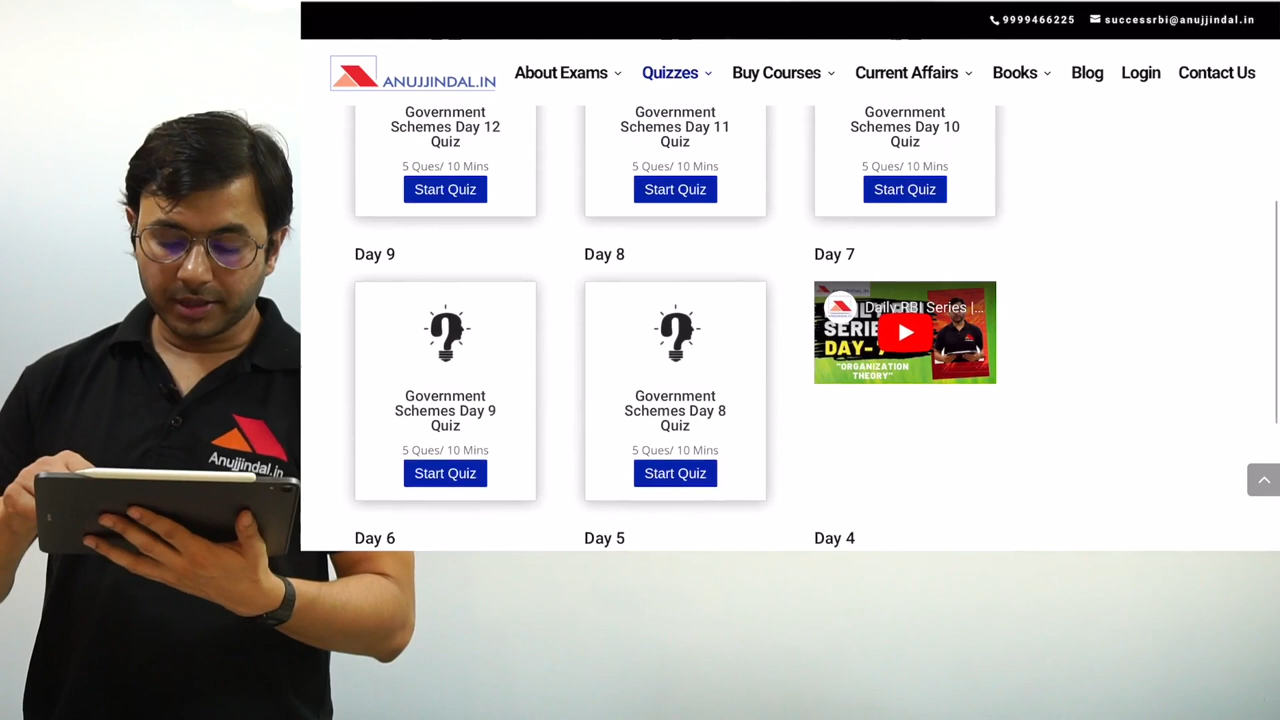 9999466225 successrbi@anujjindal.in
ANUJJINDAL.IN About Exams Quizzes Buy Courses Current Affairs Books Blog Login Contact Us
Government
Schemes Day 12
Quiz
5 Ques/ 10 Mins
Start Quiz
Government
Schemes Day 11
Quiz
5 Ques/ 10 Mins
Start Quiz
Government
Schemes Day 10
Quiz
5 Ques/ 10 Mins
Start Quiz
Day 9
Government
Schemes Day 9
Quiz
5 Ques/ 10 Mins
Start Quiz
Day 8
Government
Schemes Day 8
Quiz
5 Ques/ 10 Mins
Start Quiz
Day 7
Daily RBI Series |...
SERIE
DAY-
"ORGANIZATION
THEORY"
Day 6
Day 5
Day 4
Anujjindal.in